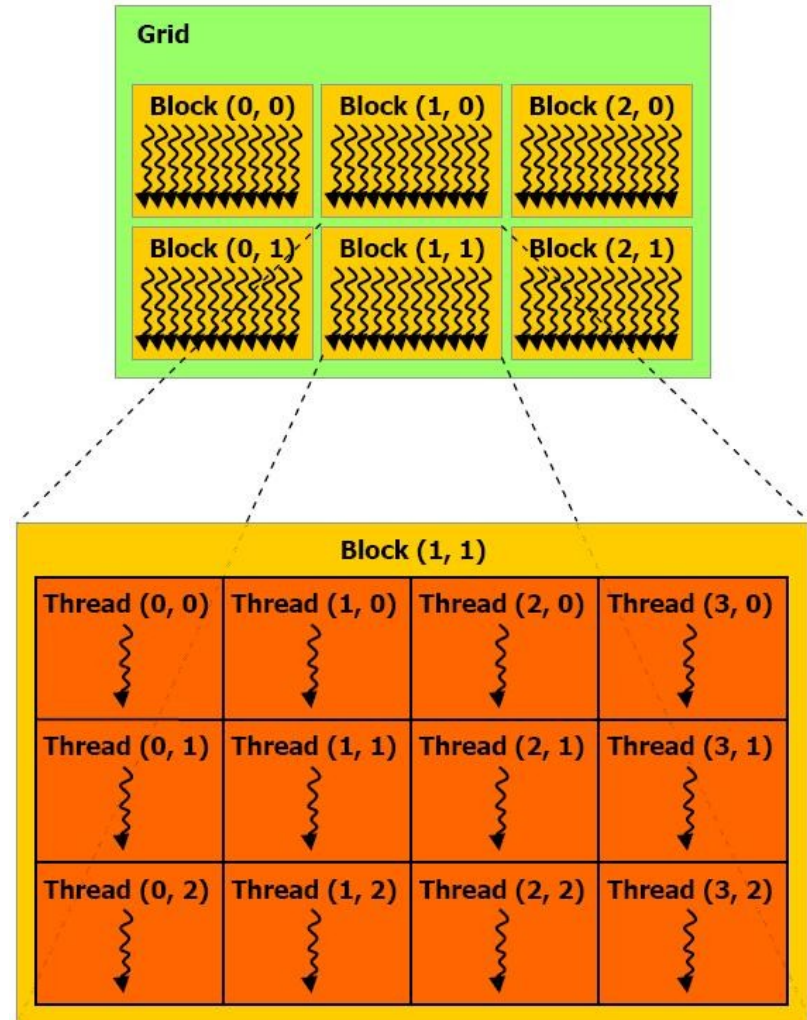 Grid
Block (0, 0) Block (1, 0) Block (2, 0)
Block (0, 1) Block (1, 1) Block (2, 1)
Block (1, 1)
Thread (0, 0) Thread (1, 0) Thread (2, 0) Thread (3, 0)
Thread (0, 1) Thread (1, 1) Thread (2, 1) Thread (3, 1)
Thread (0, 2) Thread (1, 2) Thread (2, 2) Thread (3, 2)